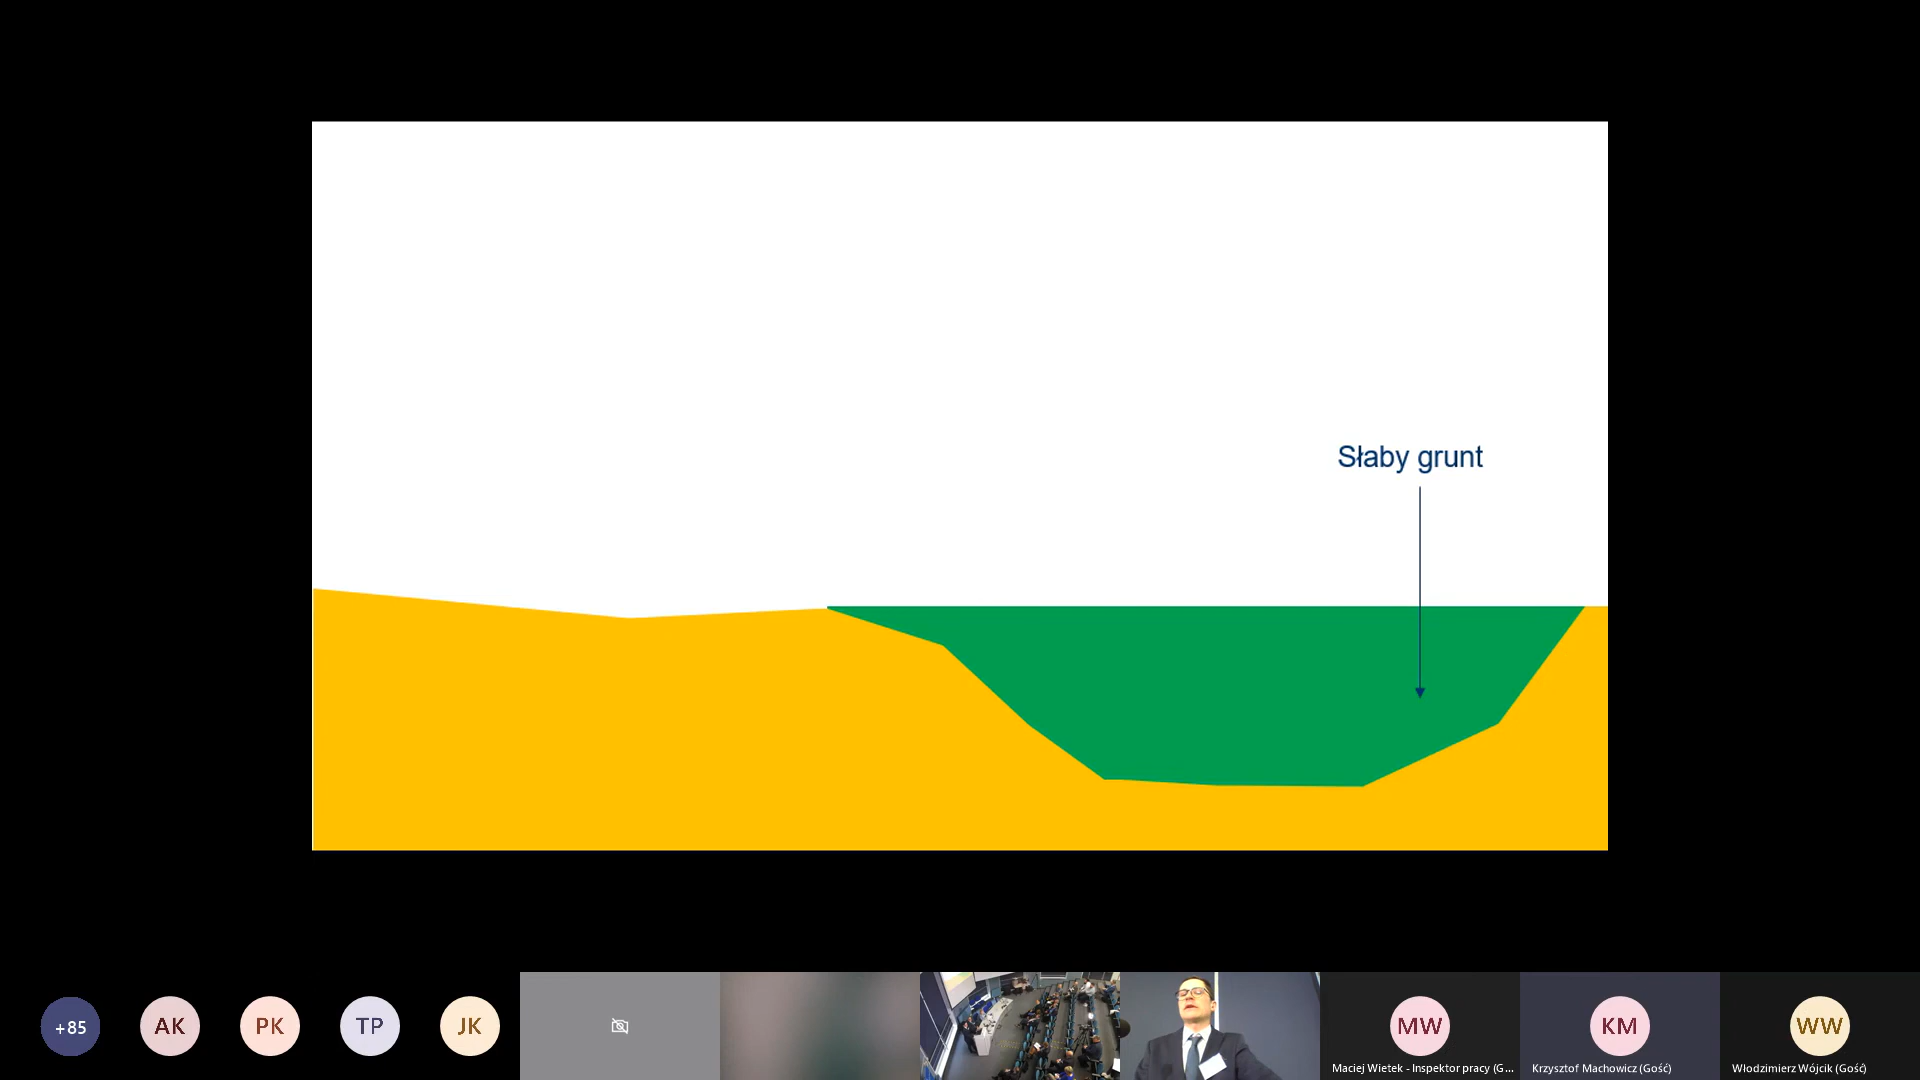 Słaby grunt
+85
AK
PK
TP
JK
MW
KM
WW
Maciej Wietek - Inspektor pracy (G...
Krzysztof Machowicz (Gość)
Włodzimierz Wójcik (Gość)